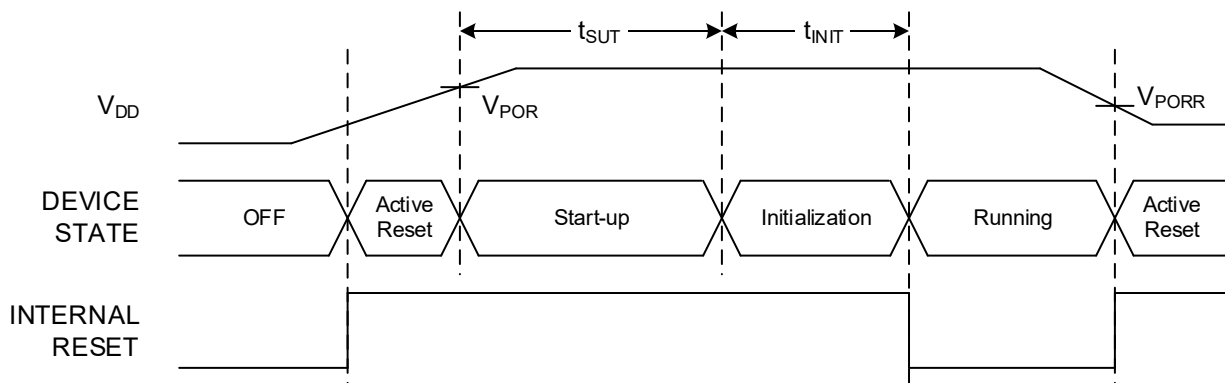 tSUT
tINIT
VDD
VPOR
VPORR
DEVICE
STATE
OFF
Active
Reset
Start-up
Initialization
Running
Active
Reset
INTERNAL
RESET